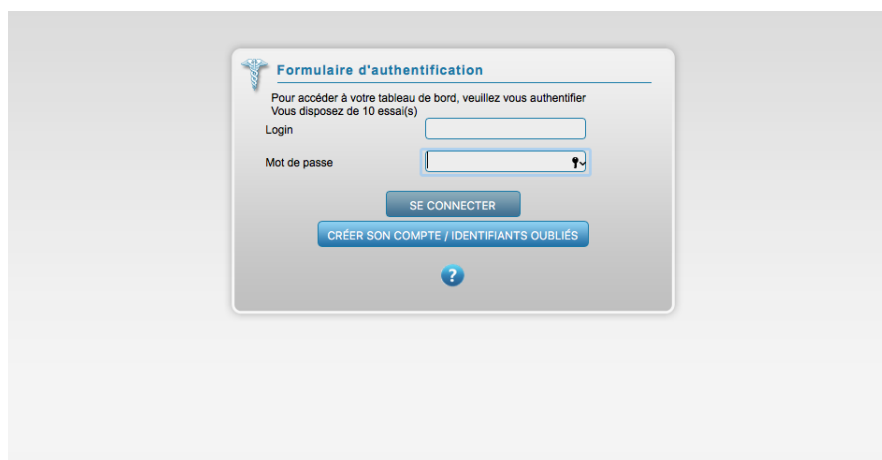 Formulaire d'authentification
Pour accéder à votre tableau de bord, veuillez vous authentifier
Vous disposez de 10 essai(s)
Login
Mot de passe
SE CONNECTER
CRÉER SON COMPTE / IDENTIFIANTS OUBLIÉS
?